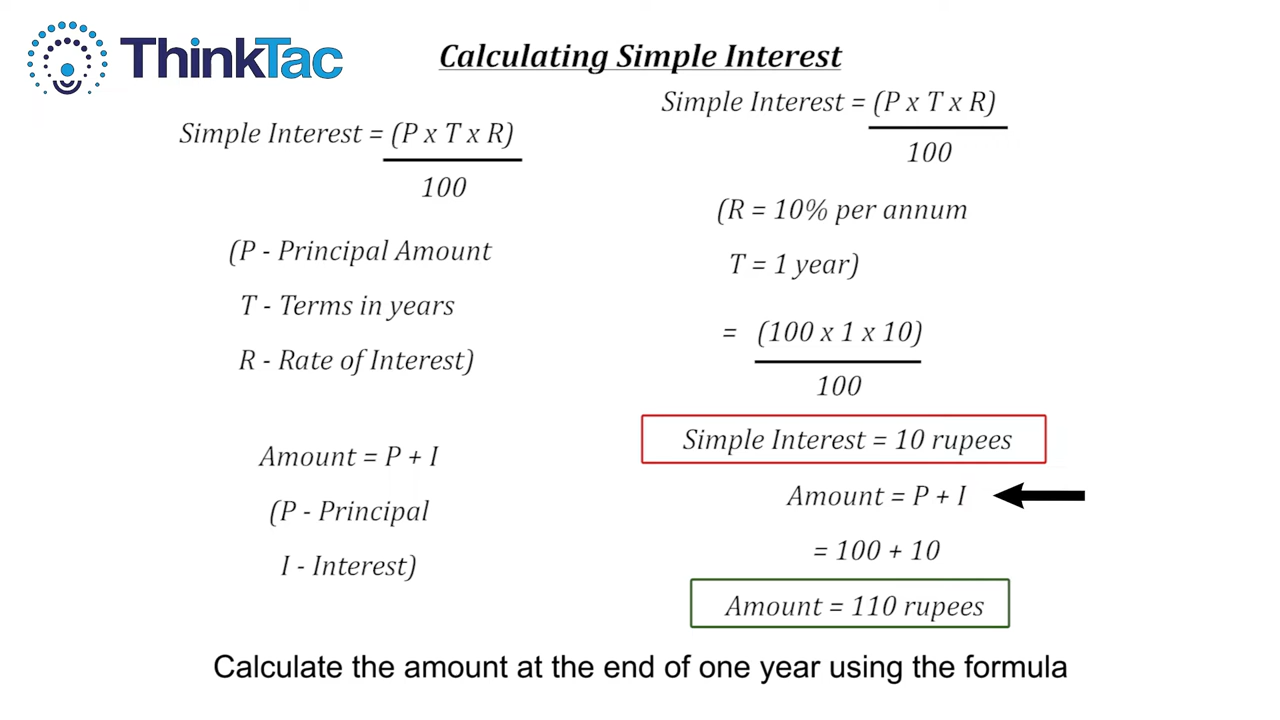 ThinkTac
Calculating Simple Interest
Simple Interest = (P x T x R)
100
(P - Principal Amount
T - Terms in years
R - Rate of Interest)
Amount = P + I
(P - Principal
I - Interest)
Simple Interest = (P x T x R)
100
(R = 10% per annum
T = 1 year)
= (100 x 1 x 10)
100
Simple Interest = 10 rupees
Amount = P + I
= 100 + 10
Amount = 110 rupees
Calculate the amount at the end of one year using the formula